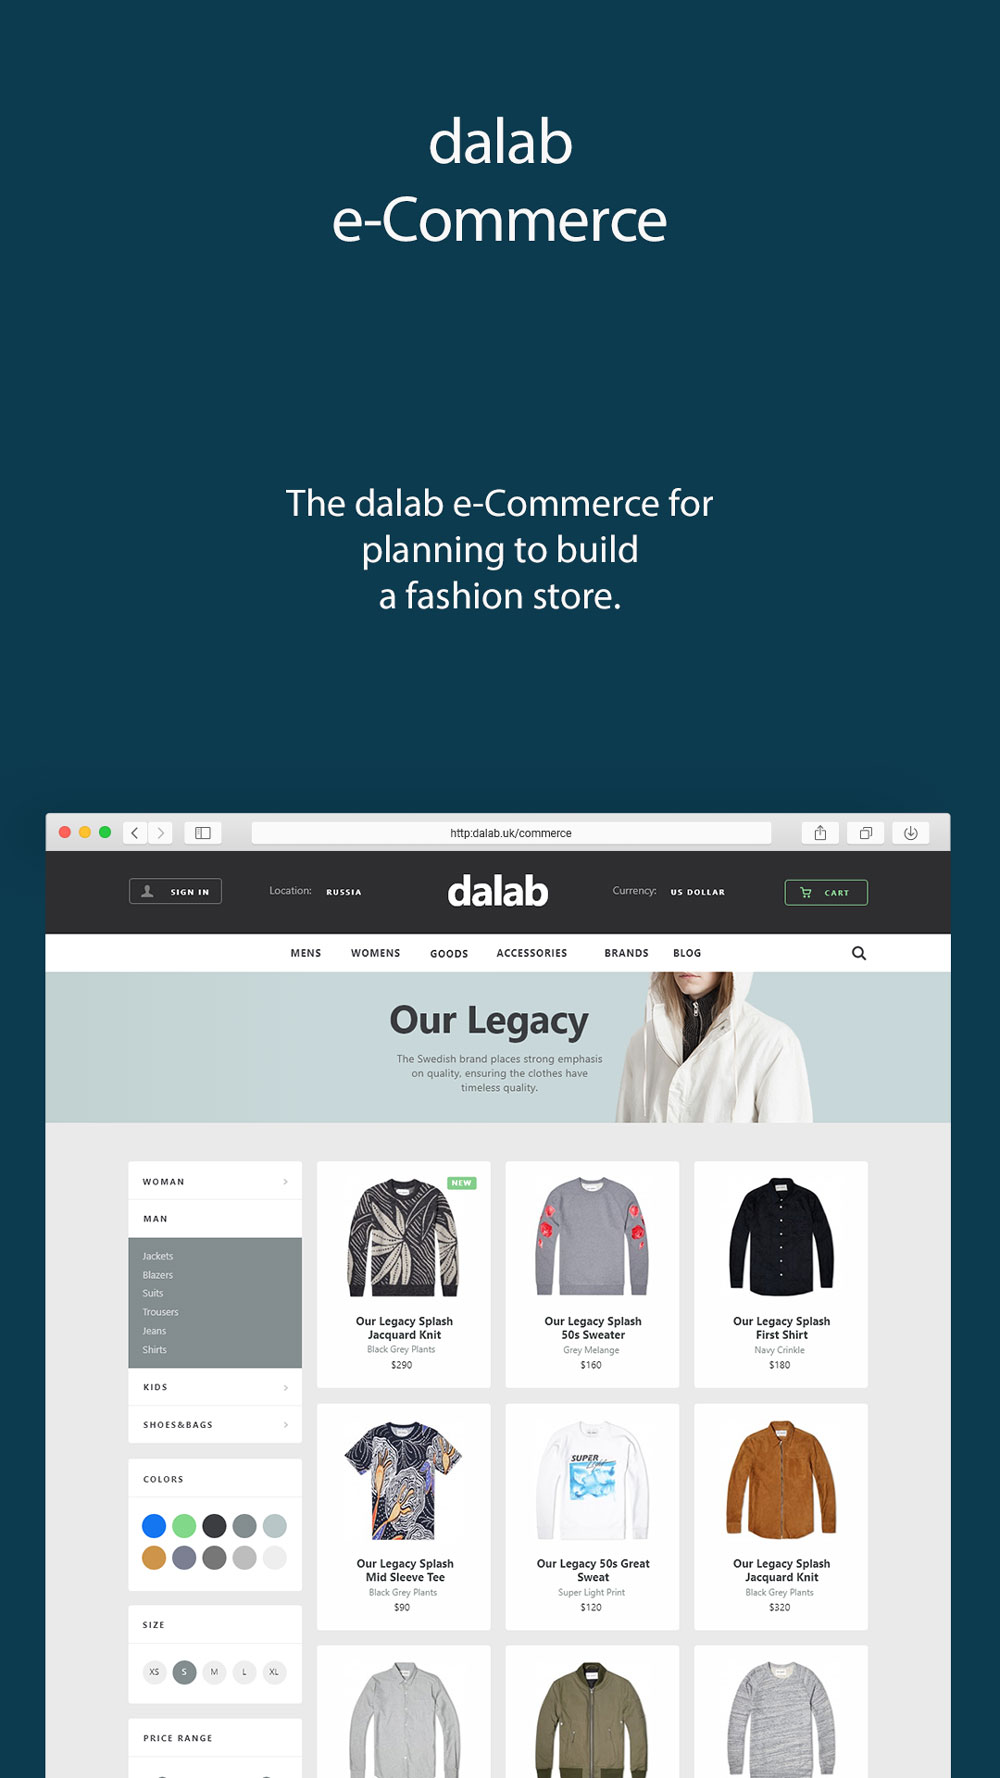 dalab
e-Commerce
The dalab e-Commerce for
planning to build
a fashion store.
http:dalab.uk/commerce
SIGN IN
Location: RUSSIA
dalab
Currency: US DOLLAR
CART
MENS WOMENS GOODS ACCESSORIES BRANDS BLOG
Our Legacy
The Swedish brand places strong emphasis
on quality, ensuring the clothes have
timeless quality.
WOMAN
MAN
Jackets
Blazers
Suits
Trousers
Jeans
Shirts
KIDS
SHOES&BAGS
COLORS
SIZE
XS S M L XL
PRICE RANGE
NEW
Our Legacy Splash
Jacquard Knit
Black Grey Plants
$290
Our Legacy Splash
50s Sweater
Grey Melange
$160
Our Legacy Splash
First Shirt
Navy Crinkle
$180
Our Legacy Splash
Mid Sleeve Tee
Black Grey Plants
$90
SUPER
Light
Our Legacy 50s Great
Sweat
Super Light Print
$120
Our Legacy Splash
Jacquard Knit
Black Grey Plants
$320